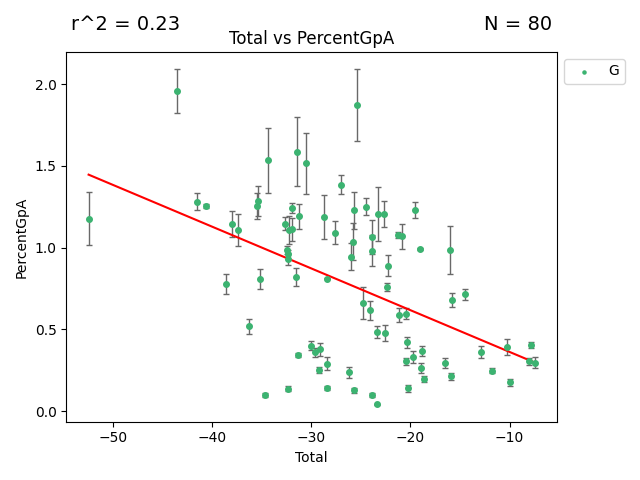 r^2 = 0.23
N = 80
Total vs PercentGpA
G
PercentGpA
2.0
1.5
1.0
0.5
0.0
−50
−40
−30
−20
−10
Total